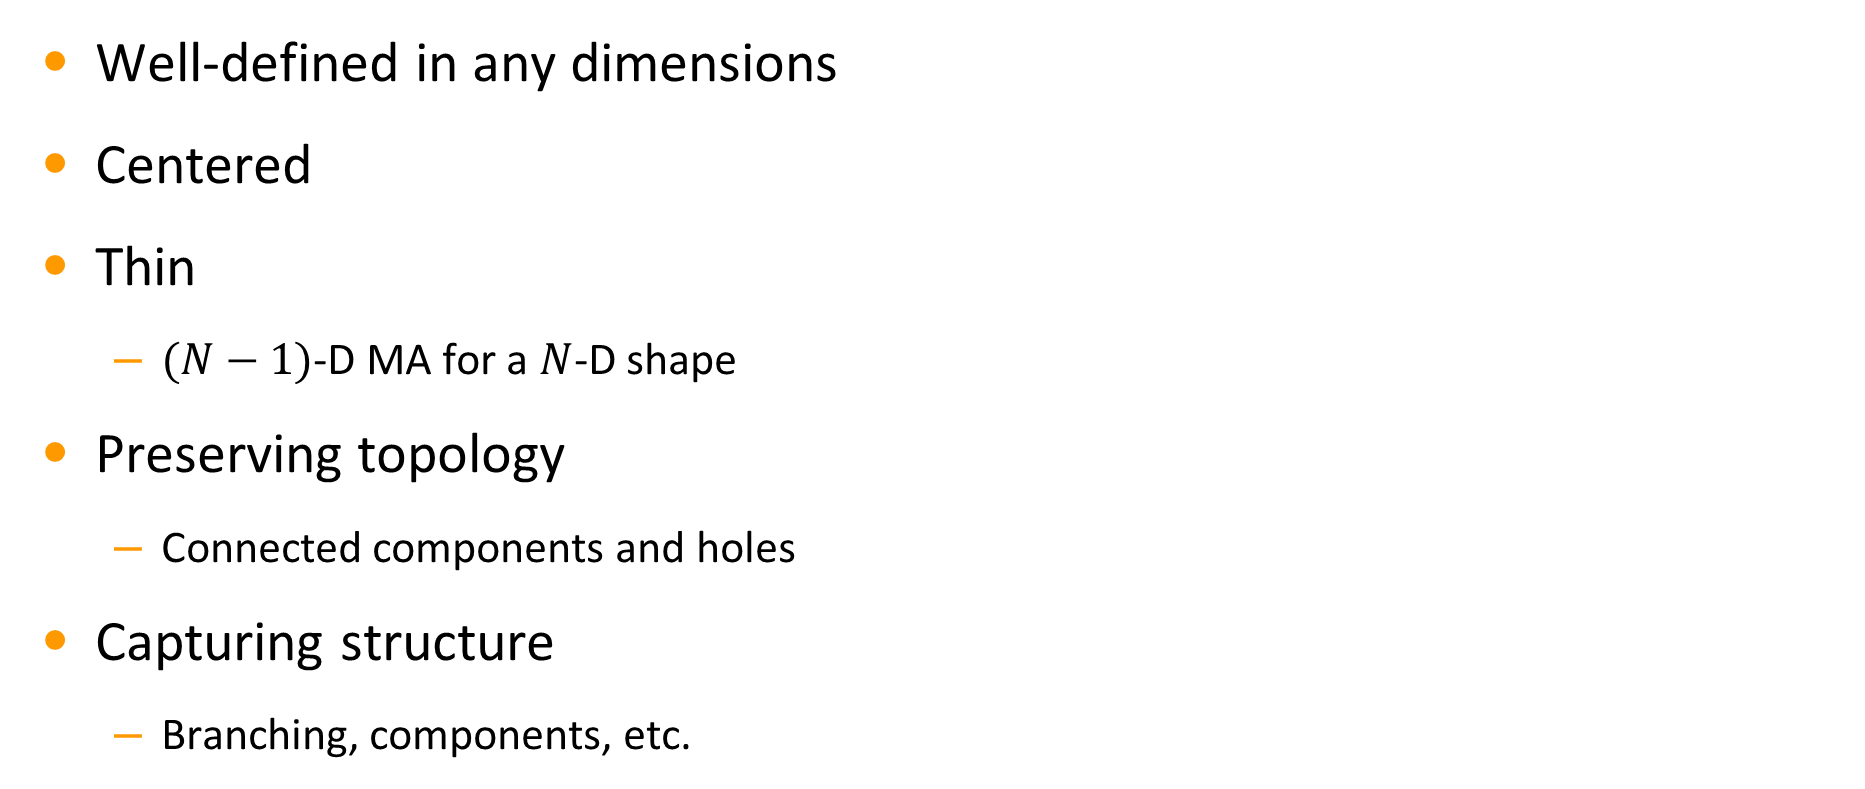 • Well-defined in any dimensions
• Centered
• Thin
– (N − 1)-D MA for a N-D shape
• Preserving topology
– Connected components and holes
• Capturing structure
– Branching, components, etc.